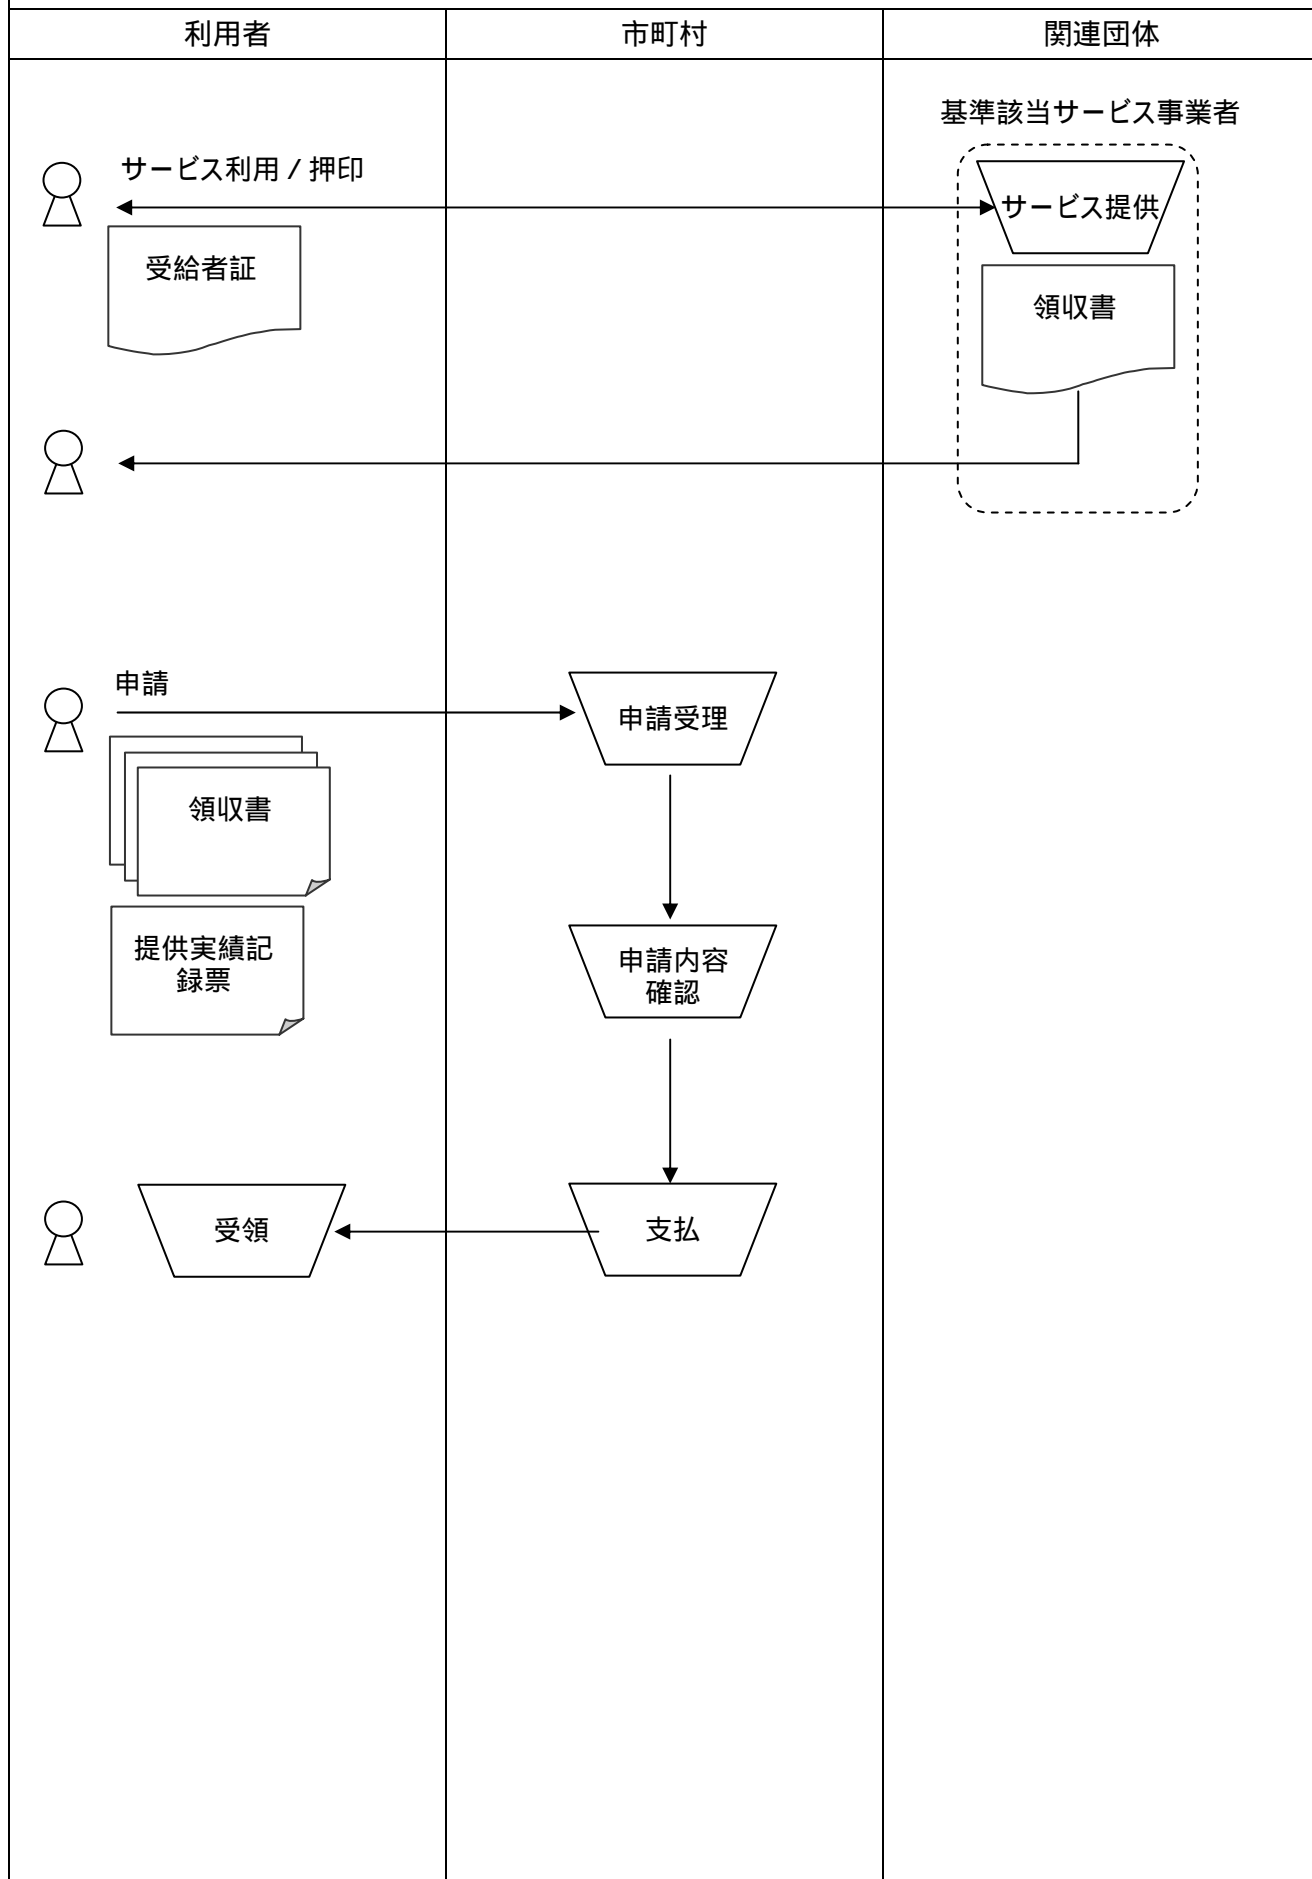 利用者
市町村
関連団体
基準該当サービス事業者
サービス利用 / 押印
サービス提供
受給者証
領収書
申請
申請受理
領収書
提供実績記
録票
申請内容
確認
受領
支払